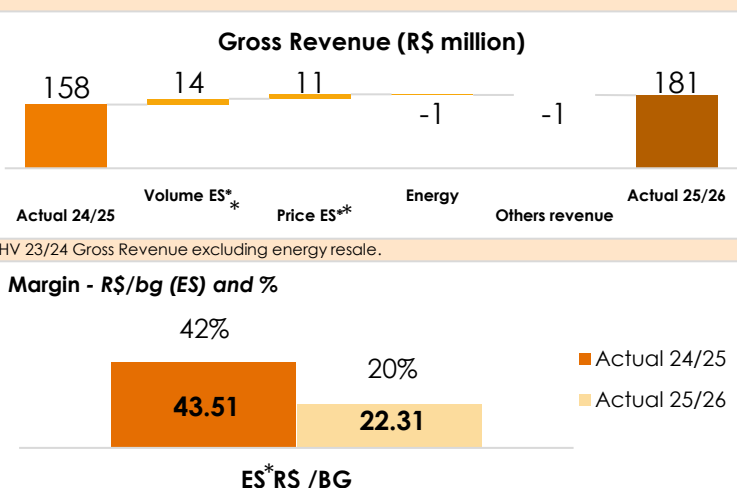 Gross Revenue (R$ million)
158
14
11
-1
-1
181
Actual 24/25
Volume ES*
*
Price ES**
Energy
Others revenue
Actual 25/26
HV 23/24 Gross Revenue excluding energy resale.
Margin - R$/bg (ES) and %
42%
20%
43.51
22.31
Actual 24/25
Actual 25/26
ES*R$ /BG